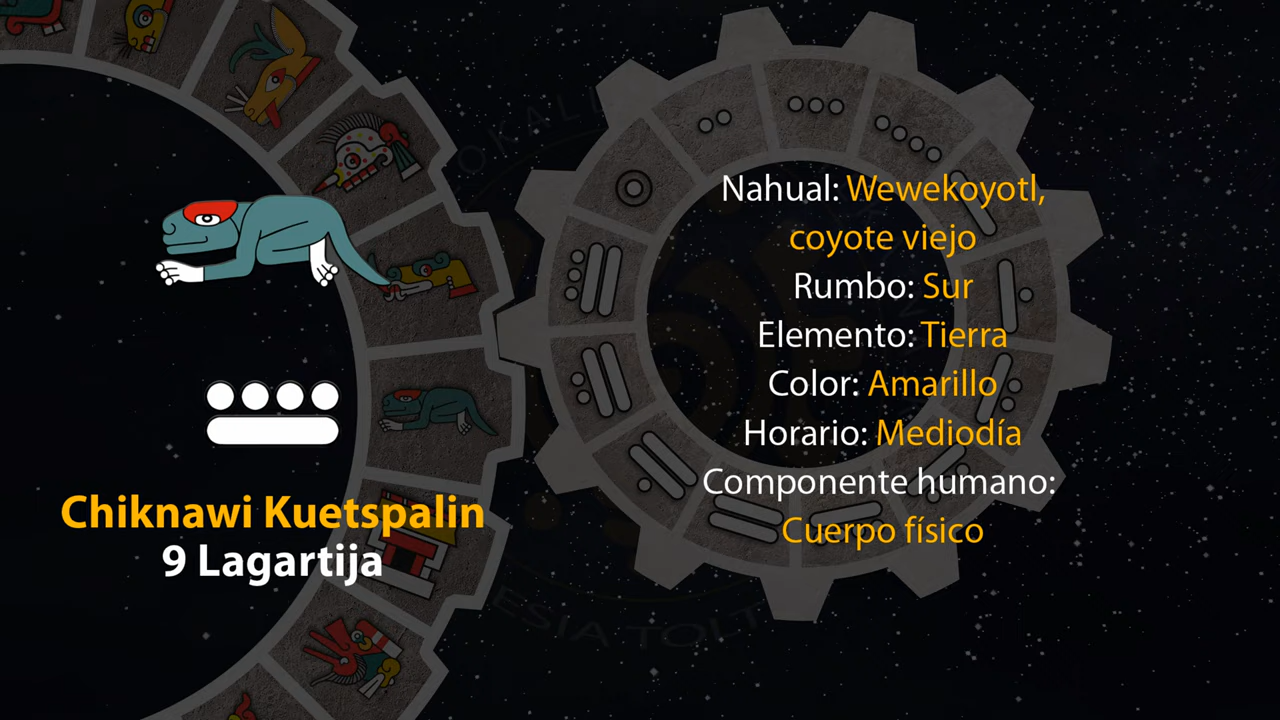 Chiknawi Kuetspalin
9 Lagartija
Nahual: Wewekoyotl,
coyote viejo
Rumbo: Sur
Elemento: Tierra
Color: Amarillo
Horario: Mediodía
Componente humano:
Cuerpo físico